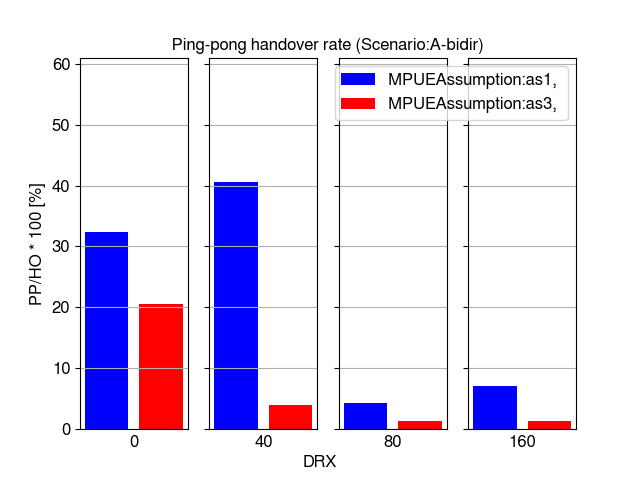 Ping-pong handover rate (Scenario:A-bidir)
MPUEAssumption:as1,
MPUEAssumption:as3,
PP/HO * 100 [%]
60
50
40
30
20
10
0
0 40 80 160
DRX